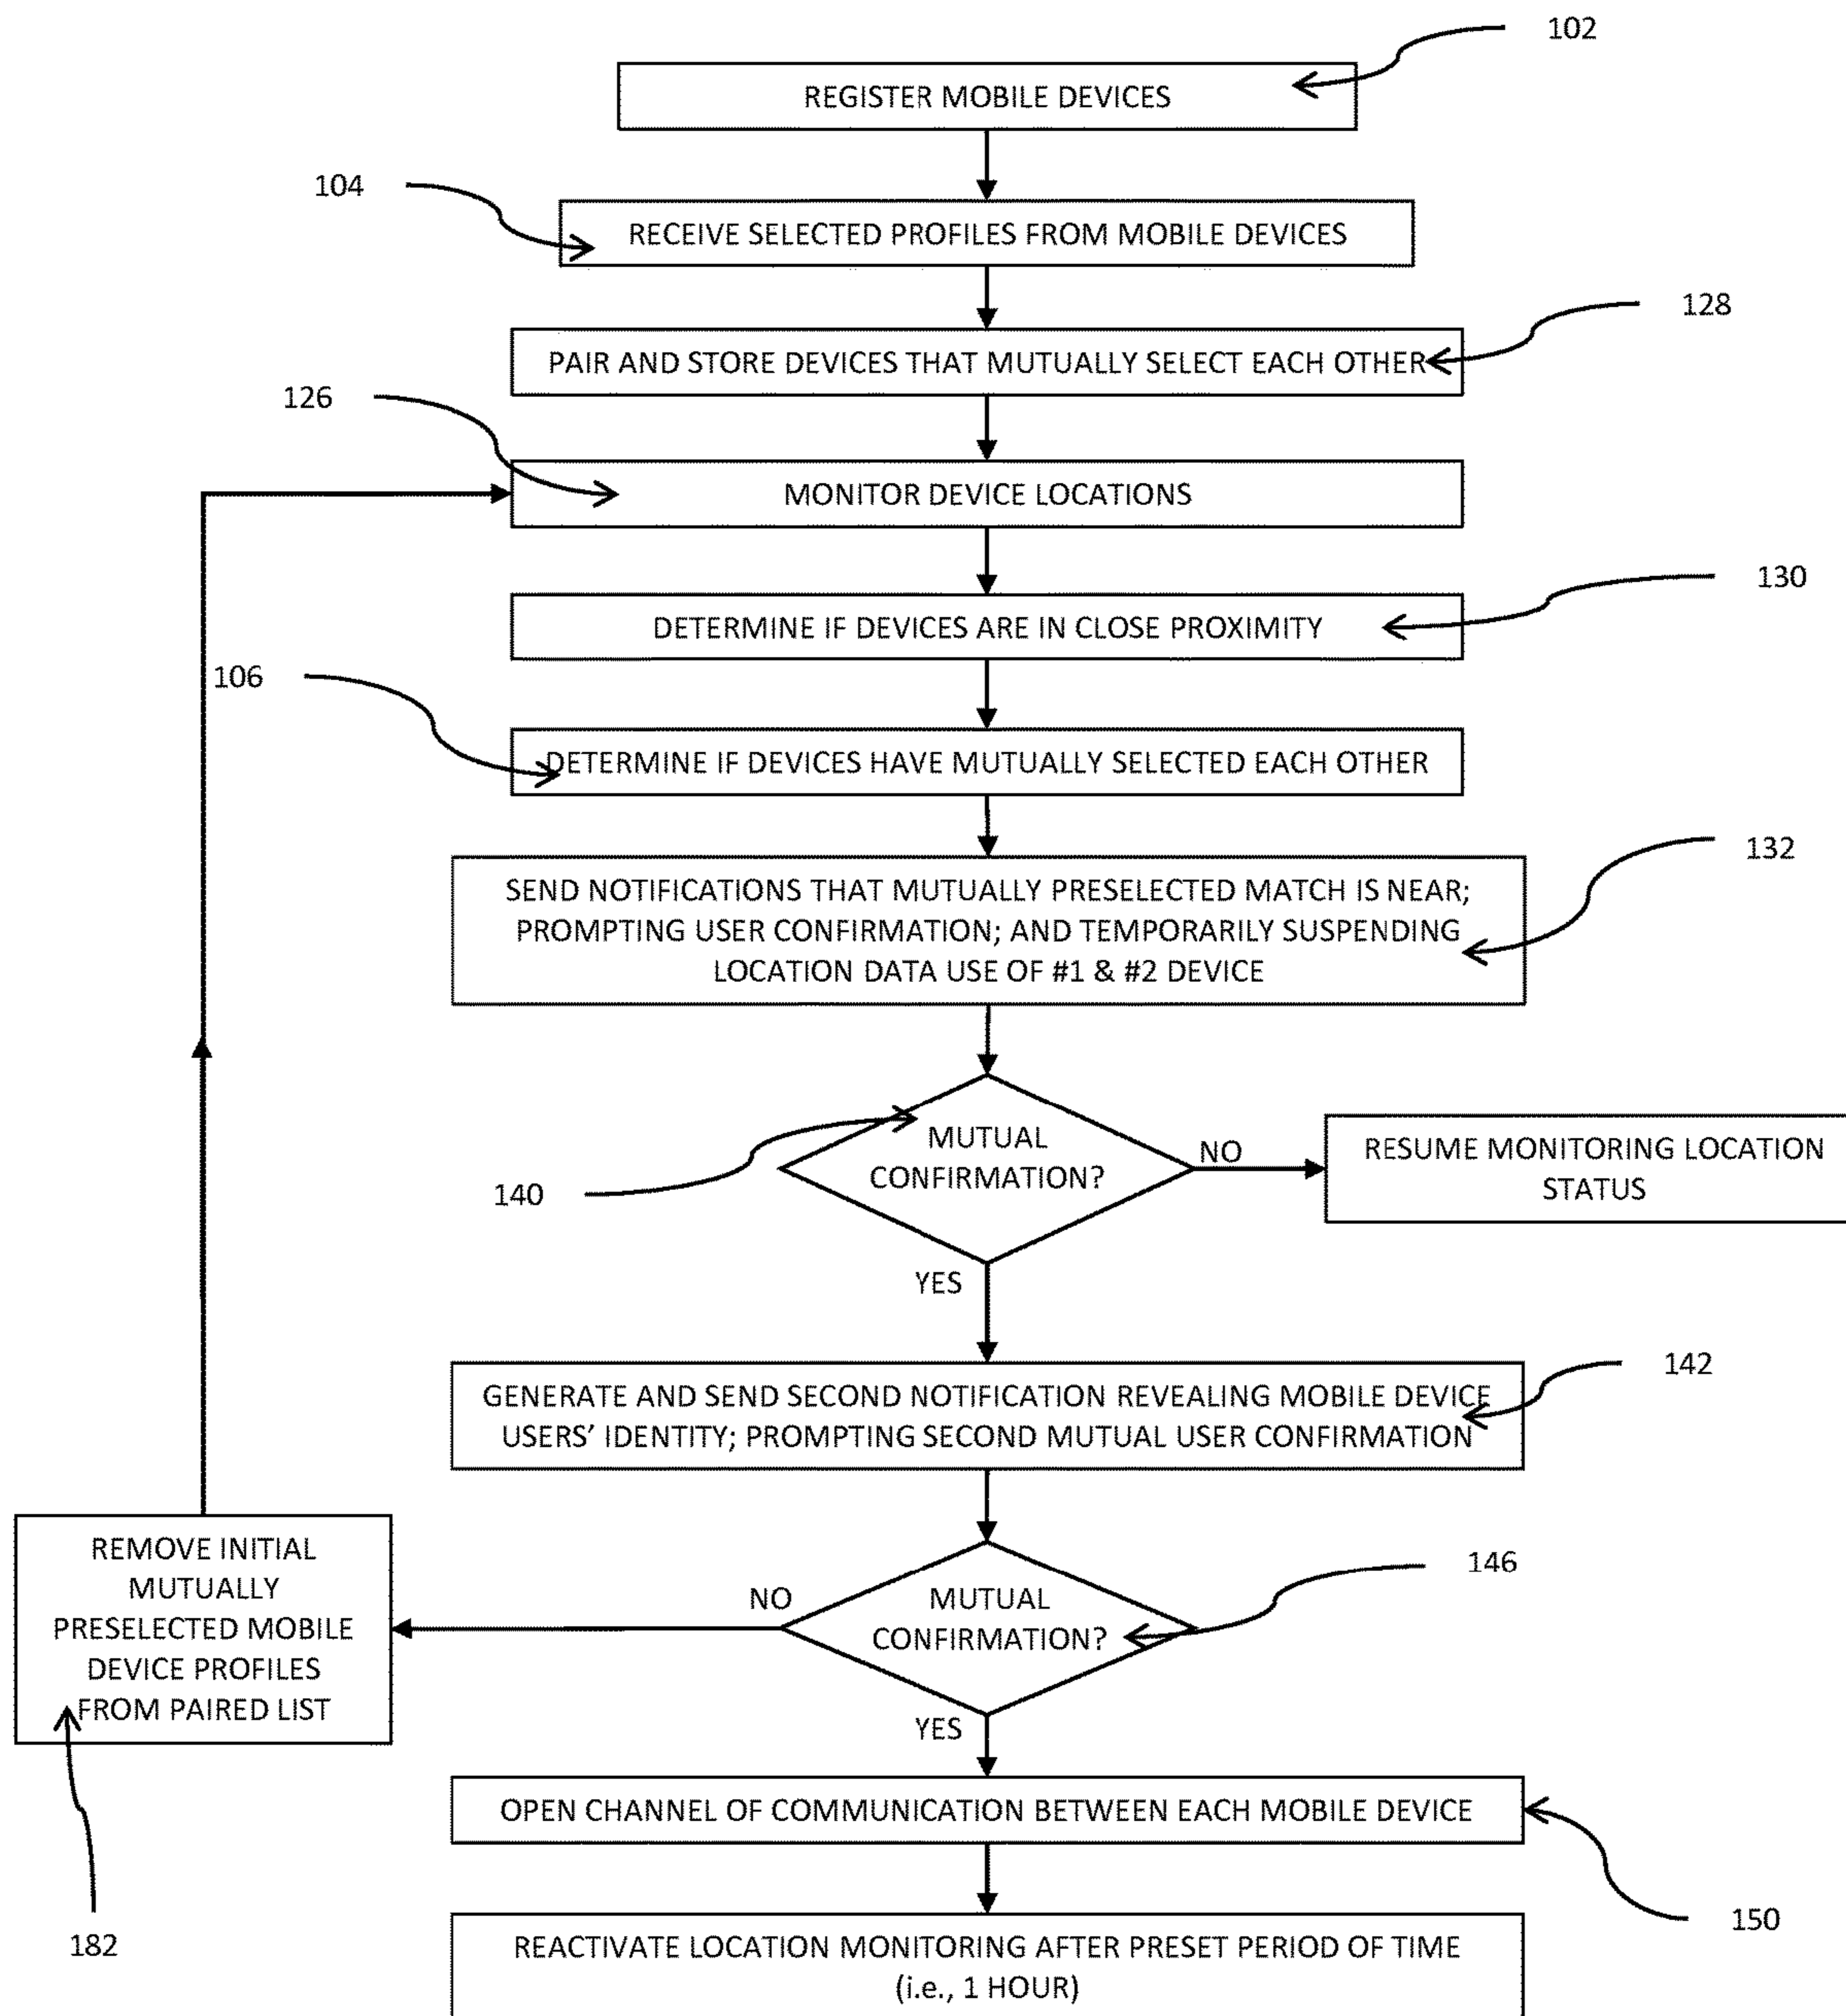 102
REGISTER MOBILE DEVICES
104
RECEIVE SELECTED PROFILES FROM MOBILE DEVICES
128
PAIR AND STORE DEVICES THAT MUTUALLY SELECT EACH OTHER
126
MONITOR DEVICE LOCATIONS
130
DETERMINE IF DEVICES ARE IN CLOSE PROXIMITY
106
DETERMINE IF DEVICES HAVE MUTUALLY SELECTED EACH OTHER
132
SEND NOTIFICATIONS THAT MUTUALLY PRESELECTED MATCH IS NEAR;
PROMPTING USER CONFIRMATION; AND TEMPORARILY SUSPENDING
LOCATION DATA USE OF #1 & #2 DEVICE
MUTUAL
CONFIRMATION?
140
NO
RESUME MONITORING LOCATION
STATUS
YES
142
GENERATE AND SEND SECOND NOTIFICATION REVEALING MOBILE DEVICE
USERS' IDENTITY; PROMPTING SECOND MUTUAL USER CONFIRMATION
146
MUTUAL
CONFIRMATION?
NO
REMOVE INITIAL
MUTUALLY
PRESELECTED MOBILE
DEVICE PROFILES
FROM PAIRED LIST
182
YES
OPEN CHANNEL OF COMMUNICATION BETWEEN EACH MOBILE DEVICE
150
REACTIVATE LOCATION MONITORING AFTER PRESET PERIOD OF TIME
(i.e., 1 HOUR)